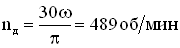 nд = 30ω/π = 489 об/мин